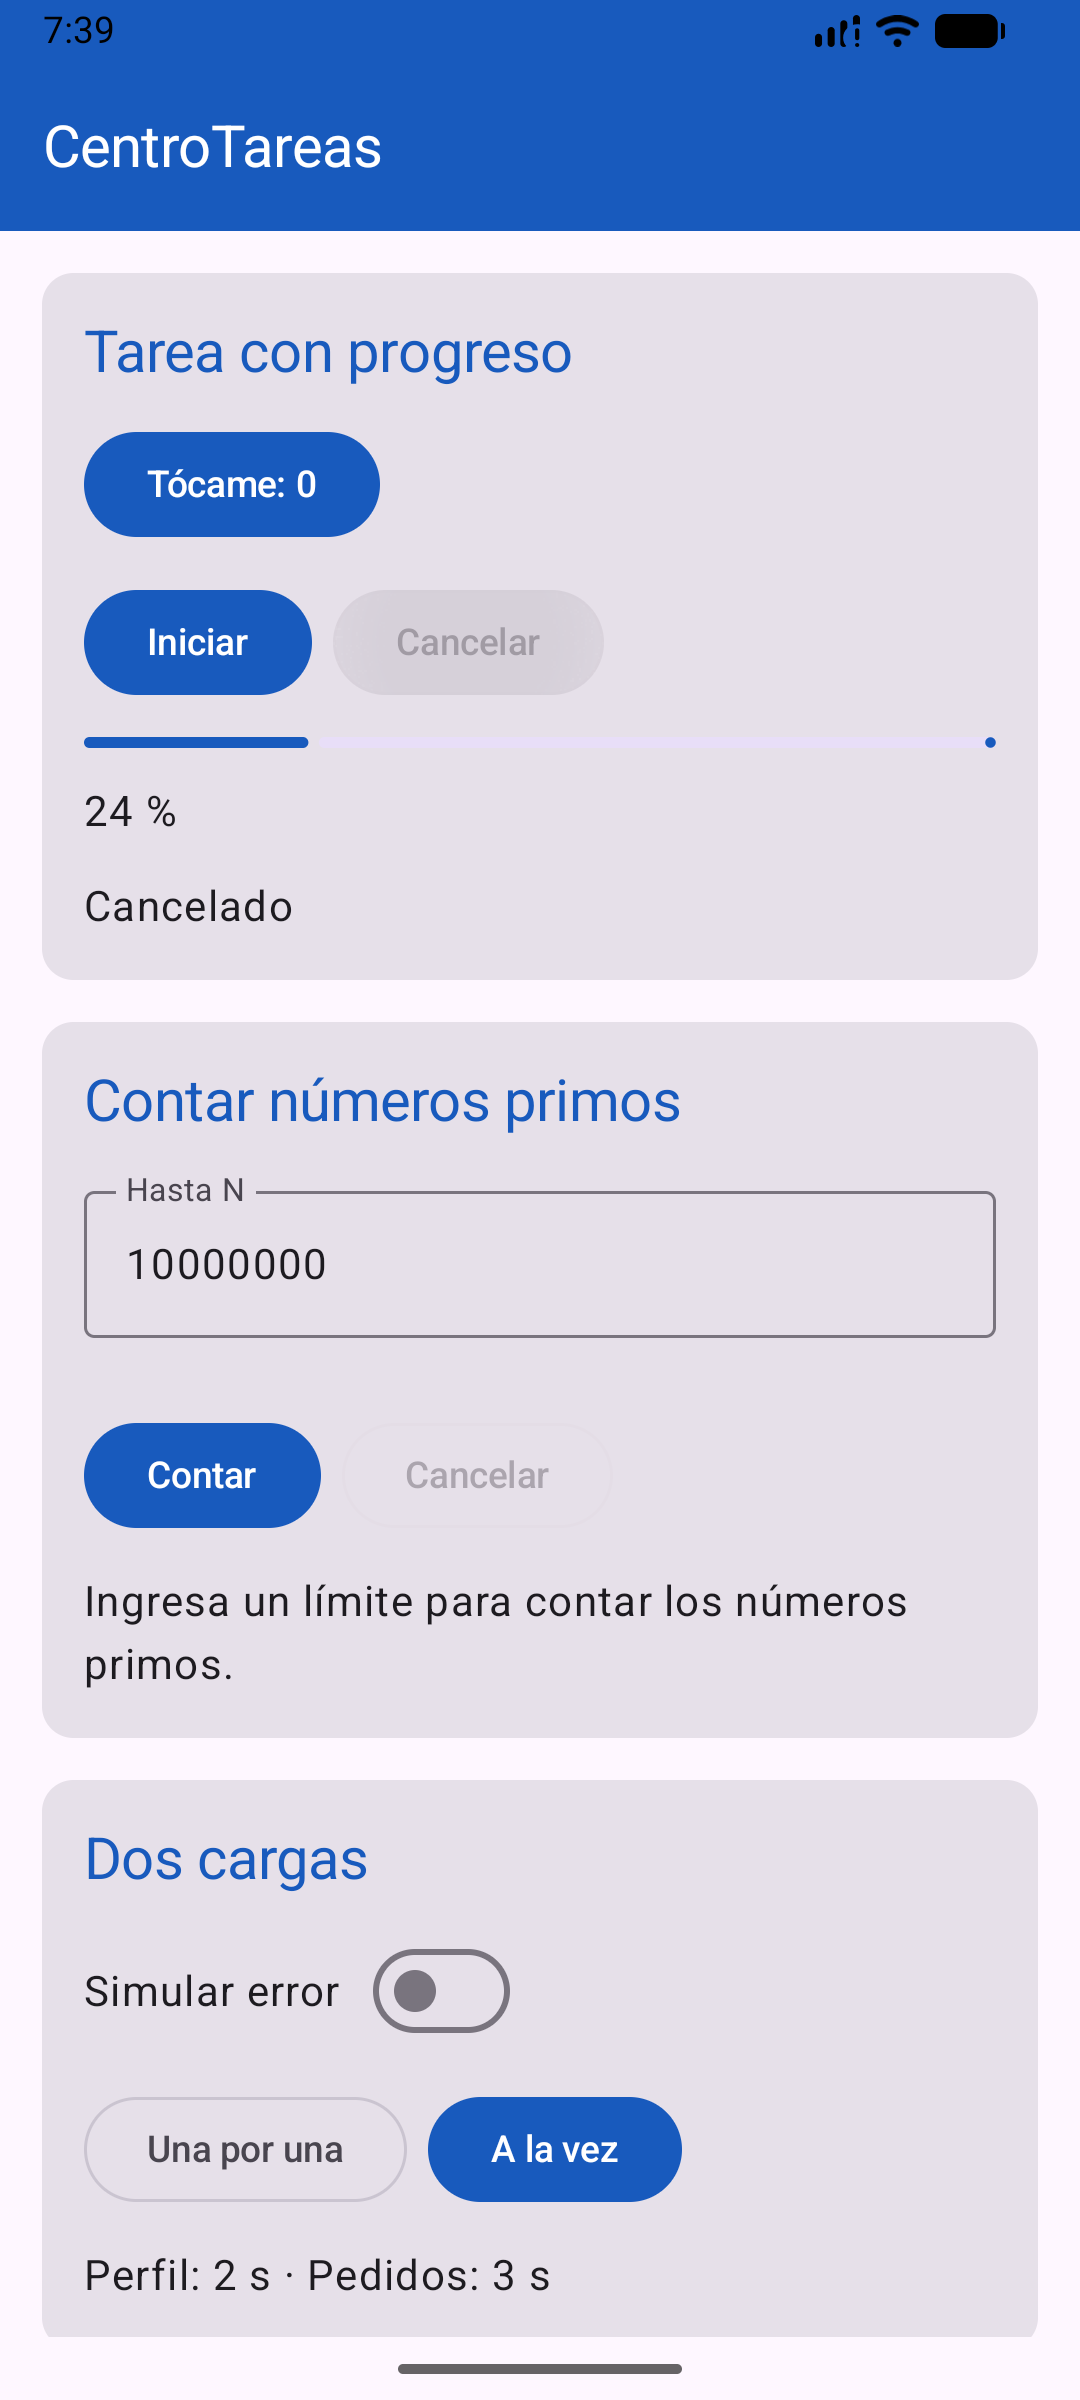 7:39
CentroTareas
Tarea con progreso
Tócame: 0
Iniciar
Cancelar
24 %
Cancelado
Contar números primos
Hasta N
10000000
Contar
Cancelar
Ingresa un límite para contar los números
primos.
Dos cargas
Simular error
Una por una
A la vez
Perfil: 2 s · Pedidos: 3 s